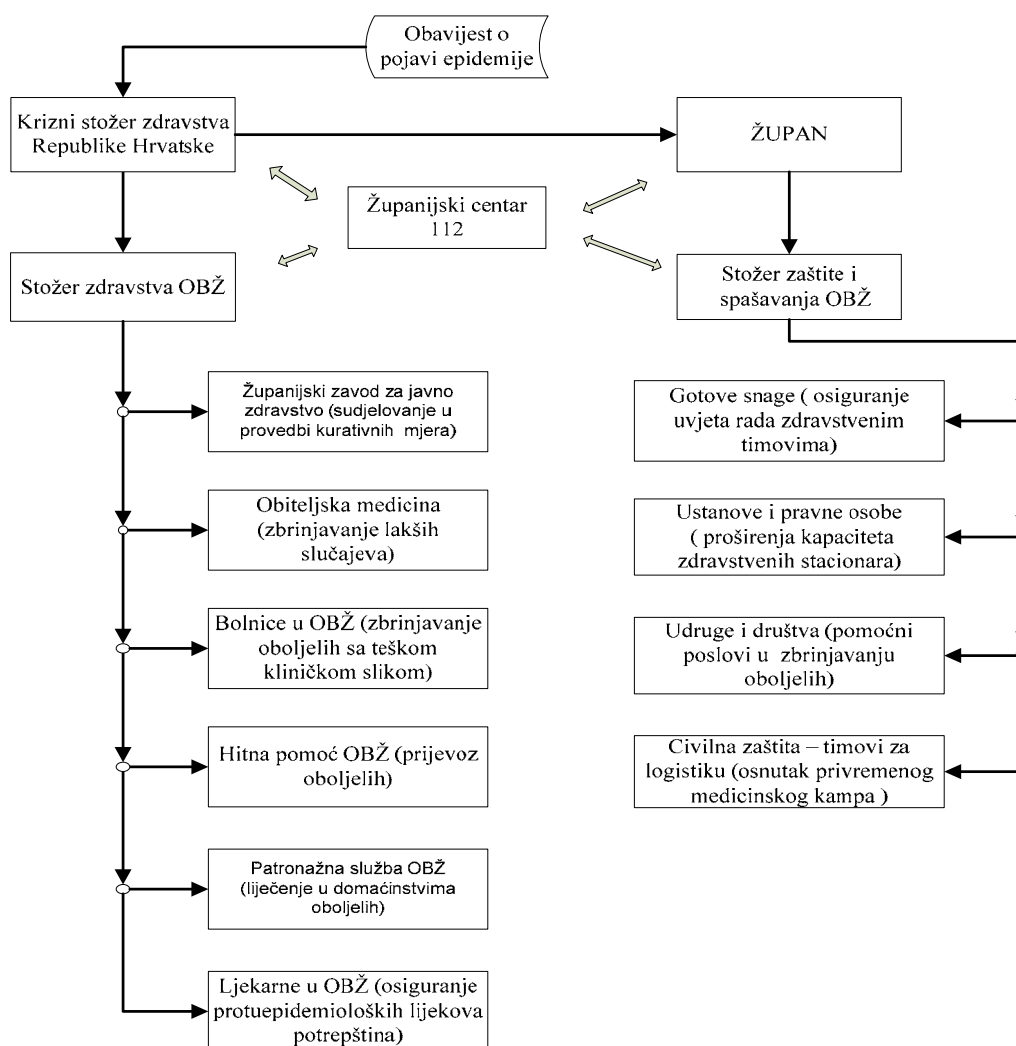 Obavijest o
pojavi epidemije
Krizni stožer zdravstva
Republike Hrvatske
ŽUPAN
Županijski centar
112
Stožer zdravstva OBŽ
Stožer zaštite i
spašavanja OBŽ
Županijski zavod za javno
zdravstvo (sudjelovanje u
provedbi kurativnih mjera)
Obiteljska medicina
(zbrinjavanje lakših
slučajeva)
Bolnice u OBŽ (zbrinjavanje
oboljelih sa teškom
kliničkom slikom)
Hitna pomoć OBŽ (prijevoz
oboljelih)
Patronažna služba OBŽ
(liječenje u domaćinstvima
oboljelih)
Ljekarne u OBŽ (osiguranje
protuepidemioloških lijekova
potrepština)
Gotove snage ( osiguranje
uvjeta rada zdravstvenim
timovima)
Ustanove i pravne osobe
( proširenja kapaciteta
zdravstvenih stacionara)
Udruge i društva (pomoćni
poslovi u zbrinjavanju
oboljelih)
Civilna zaštita – timovi za
logistiku (osnutak privremenog
medicinskog kampa )